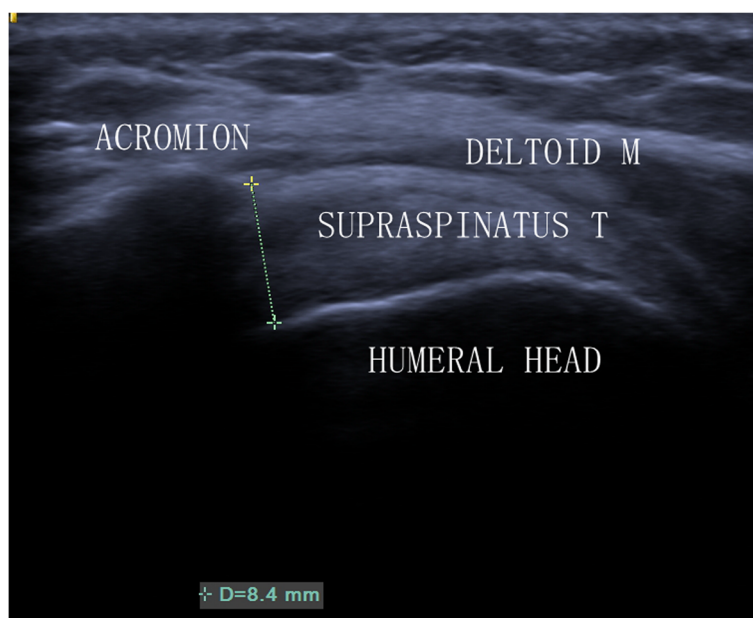 ACROMION
DELTOID M
SUPRASPINATUS T
HUMERAL HEAD
D=8.4 mm